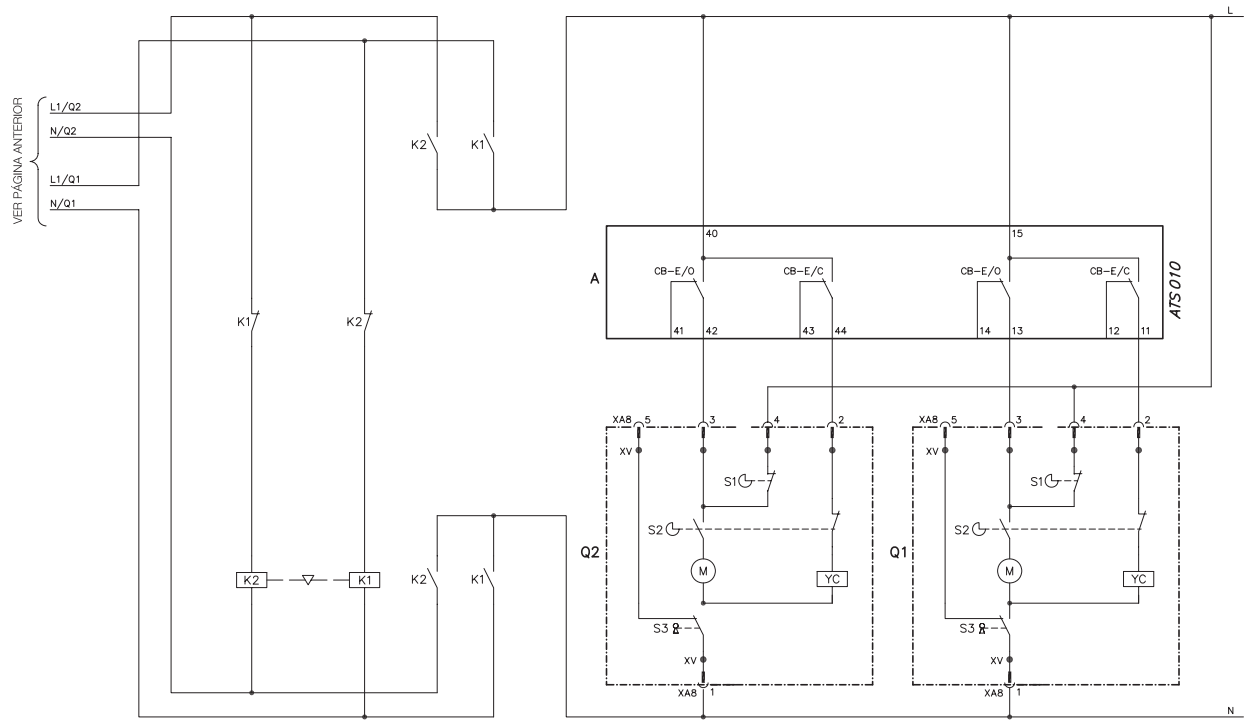 L
VER PÁGINA ANTERIOR
L1/Q2
N/Q2
L1/Q1
N/Q1
K2
K1
40
15
A
CB-E/O
CB-E/C
CB-E/O
CB-E/C
ATS 010
41
42
43
44
14
13
12
11
K1
K2
XA8
5
3
4
2
XA8
5
3
4
2
XV
XV
S1
S1
S2
S2
Q2
Q1
K2
K1
K2
K1
M
YC
M
YC
S3
S3
XV
XV
XA8
1
XA8
1
N